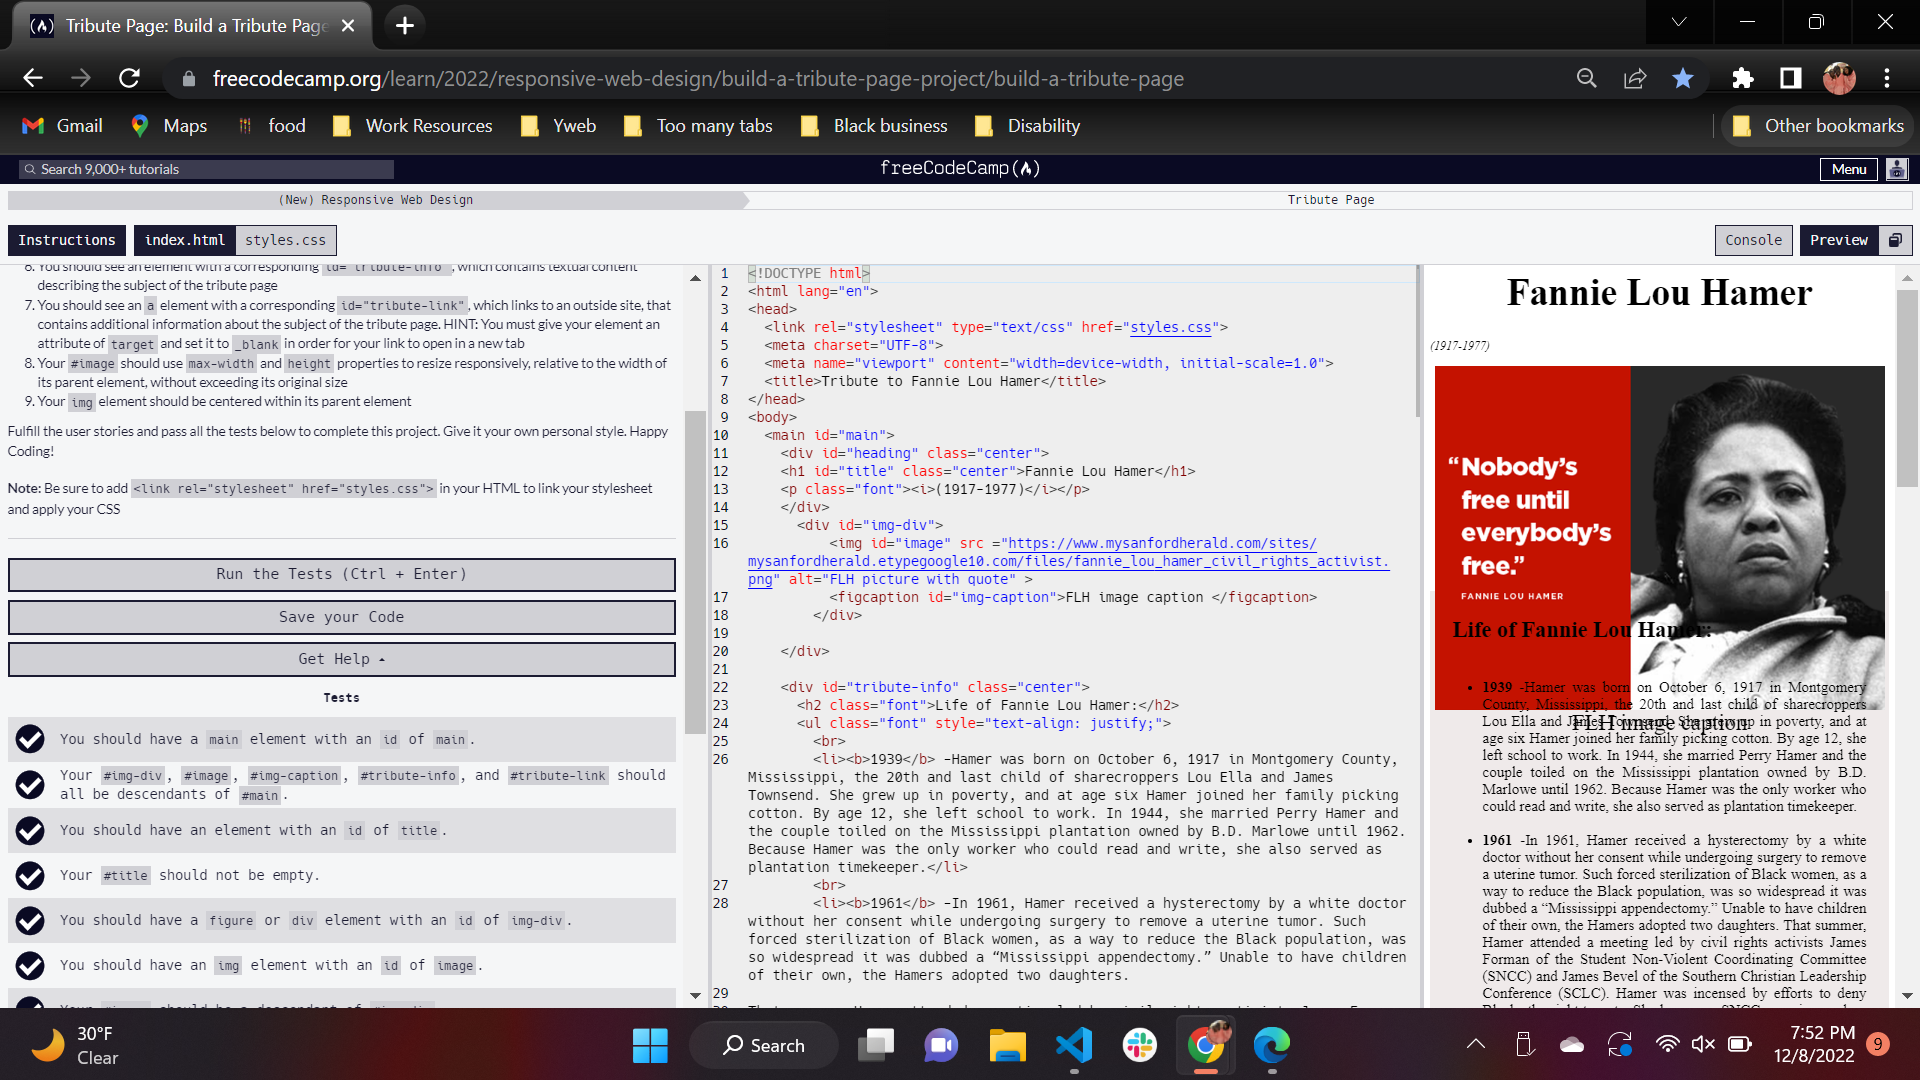 Tribute Page: Build a Tribute Page
freecodecamp.org/learn/2022/responsive-web-design/build-a-tribute-page-project/build-a-tribute-page
Gmail Maps food Work Resources Yweb Too many tabs Black business Disability Other bookmarks
Search 9,000+ tutorials
freeCodeCamp(🔥)
Menu
(New) Responsive Web Design
Tribute Page
Instructions index.html styles.css
Console Preview
6. You should see an element with a corresponding id="tribute-info", which contains textual content
describing the subject of the tribute page
7. You should see an a element with a corresponding id="tribute-link", which links to an outside site, that
contains additional information about the subject of the tribute page. HINT: You must give your element an
attribute of target and set it to _blank in order for your link to open in a new tab
8. Your #image should use max-width and height properties to resize responsively, relative to the width of
its parent element, without exceeding its original size
9. Your img element should be centered within its parent element
Fulfill the user stories and pass all the tests below to complete this project. Give it your own personal style. Happy
Coding!
Note: Be sure to add <link rel="stylesheet" href="styles.css"> in your HTML to link your stylesheet
and apply your CSS
Run the Tests (Ctrl + Enter)
Save your Code
Get Help
Tests
You should have a main element with an id of main.
Your #img-div, #image, #img-caption, #tribute-info, and #tribute-link should
all be descendants of #main.
You should have an element with an id of title.
Your #title should not be empty.
You should have a figure or div element with an id of img-div.
You should have an img element with an id of image.
1 <!DOCTYPE html>
2 <html lang="en">
3 <head>
4 <link rel="stylesheet" type="text/css" href="styles.css">
5 <meta charset="UTF-8">
6 <meta name="viewport" content="width=device-width, initial-scale=1.0">
7 <title>Tribute to Fannie Lou Hamer</title>
8 </head>
9 <body>
10 <main id="main">
11 <div id="heading" class="center">
12 <h1 id="title" class="center">Fannie Lou Hamer</h1>
13 <p class="font"><i>(1917-1977)</i></p>
14 </div>
15 <div id="img-div">
16 <img id="image" src ="https://www.mysanfordherald.com/sites/
mysanfordherald.etypegoogle10.com/files/fannie_lou_hamer_civil_rights_activist.
png" alt="FLH picture with quote" >
17 <figcaption id="img-caption">FLH image caption </figcaption>
18 </div>
19
20 </div>
21
22 <div id="tribute-info" class="center">
23 <h2 class="font">Life of Fannie Lou Hamer:</h2>
24 <ul class="font" style="text-align: justify;">
25 <br>
26 <li><b>1939</b> -Hamer was born on October 6, 1917 in Montgomery County,
Mississippi, the 20th and last child of sharecroppers Lou Ella and James
Townsend. She grew up in poverty, and at age six Hamer joined her family picking
cotton. By age 12, she left school to work. In 1944, she married Perry Hamer and
the couple toiled on the Mississippi plantation owned by B.D. Marlowe until 1962.
Because Hamer was the only worker who could read and write, she also served as
plantation timekeeper.</li>
27 <br>
28 <li><b>1961</b> -In 1961, Hamer received a hysterectomy by a white doctor
without her consent while undergoing surgery to remove a uterine tumor. Such
forced sterilization of Black women, as a way to reduce the Black population, was
so widespread it was dubbed a “Mississippi appendectomy.” Unable to have children
of their own, the Hamers adopted two daughters.
29
Fannie Lou Hamer
(1917-1977)
“Nobody’s
free until
everybody’s
free.”
FANNIE LOU HAMER
Life of Fannie Lou Hamer:
• 1939 -Hamer was born on October 6, 1917 in Montgomery
County, Mississippi, the 20th and last child of sharecroppers
Lou Ella and James Townsend. She grew up in poverty, and at
FLH image caption
age six Hamer joined her family picking cotton. By age 12, she
left school to work. In 1944, she married Perry Hamer and the
couple toiled on the Mississippi plantation owned by B.D.
Marlowe until 1962. Because Hamer was the only worker who
could read and write, she also served as plantation timekeeper.
• 1961 -In 1961, Hamer received a hysterectomy by a white
doctor without her consent while undergoing surgery to remove
a uterine tumor. Such forced sterilization of Black women, as a
way to reduce the Black population, was so widespread it was
dubbed a “Mississippi appendectomy.” Unable to have children
of their own, the Hamers adopted two daughters. That summer,
Hamer attended a meeting led by civil rights activists James
Forman of the Student Non-Violent Coordinating Committee
(SNCC) and James Bevel of the Southern Christian Leadership
Conference (SCLC). Hamer was incensed by efforts to deny
30°F
Clear
Search
7:52 PM
12/8/2022
9